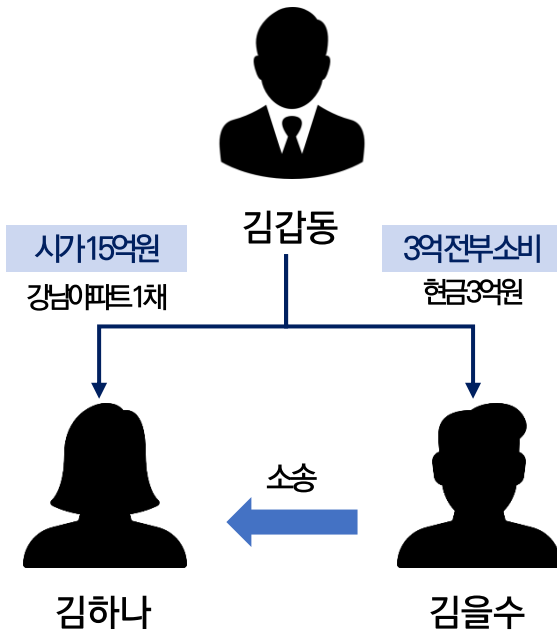 김갑동
시가 15억원
강남아파트 1채
3억 전부 소비
현금 3억원
소송
김하나
김을수